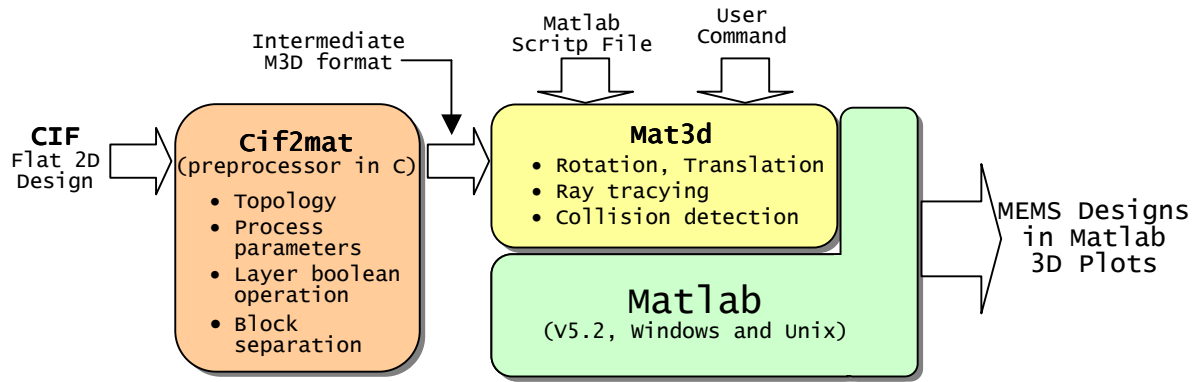 CIF
Flat 2D
Design
Intermediate
M3D format
Cif2mat
(preprocessor in C)
• Topology
• Process
parameters
• Layer boolean
operation
• Block
separation
Matlab
Scritp File
User
Command
Mat3d
• Rotation, Translation
• Ray tracying
• Collision detection
Matlab
(V5.2, Windows and Unix)
MEMS Designs
in Matlab
3D Plots